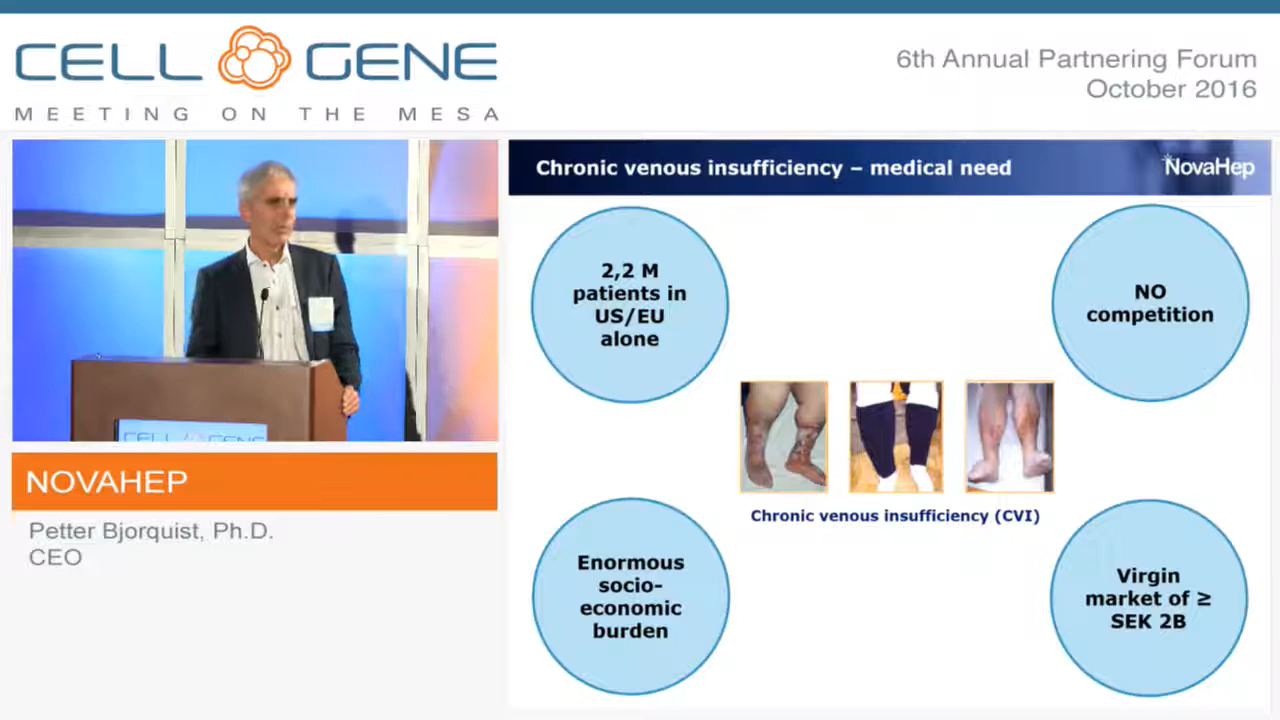 CELL GENE
MEETING ON THE MESA
6th Annual Partnering Forum
October 2016
Chronic venous insufficiency – medical need
NovaHep
2,2 M
patients in
US/EU
alone
NO
competition
Chronic venous insufficiency (CVI)
Enormous
socio-
economic
burden
Virgin
market of ≥
SEK 2B
CELL GENE
NOVAHEP
Petter Bjorquist, Ph.D.
CEO